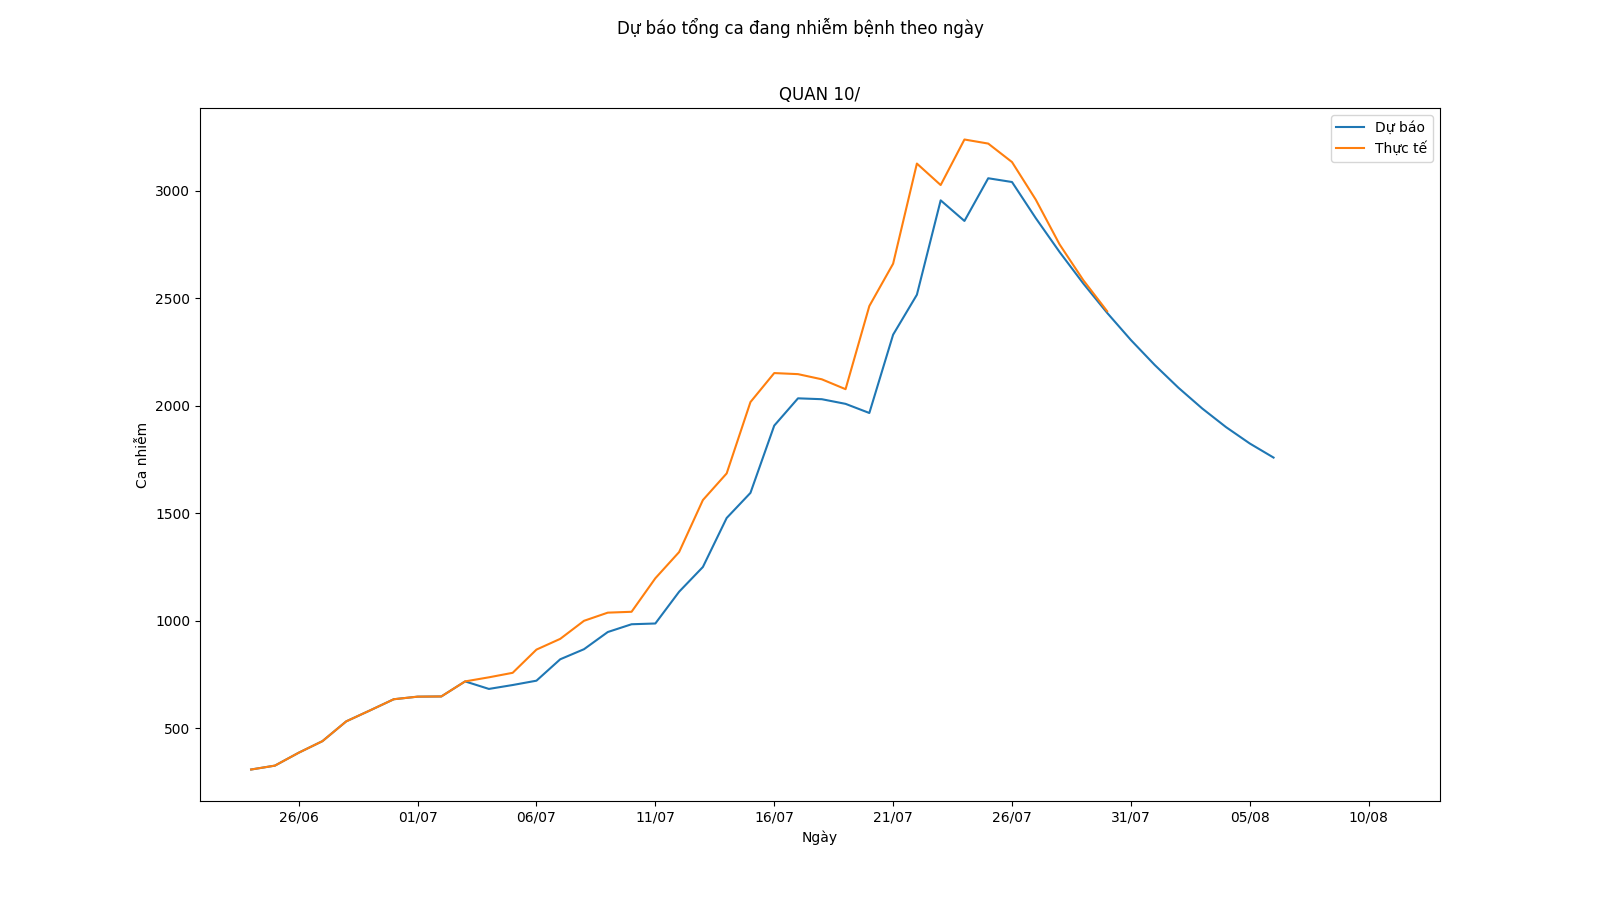 Dự báo tổng ca đang nhiễm bệnh theo ngày
QUAN 10/
Dự báo
Thực tế
3000
2500
2000
1500
1000
500
Ca nhiễm
26/06 01/07 06/07 11/07 16/07 21/07 26/07 31/07 05/08 10/08
Ngày